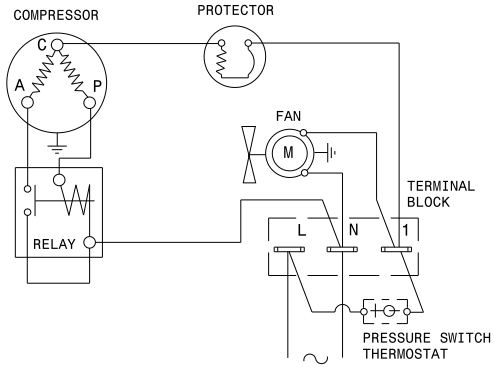 COMPRESSOR
PROTECTOR
C
A
P
FAN
M
TERMINAL
BLOCK
L
N
1
RELAY
PRESSURE SWITCH
THERMOSTAT